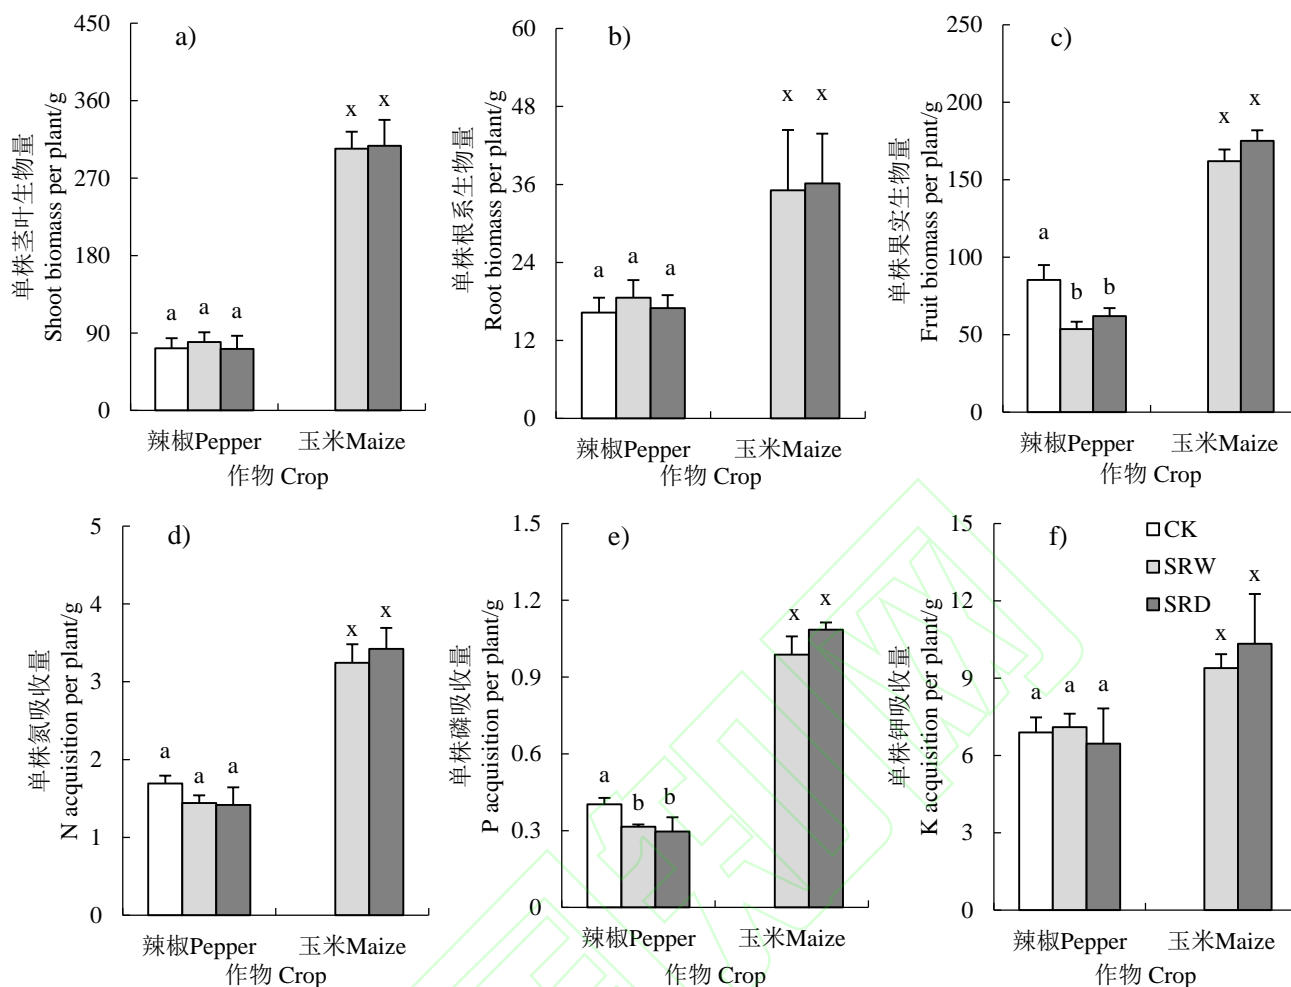 a)
单株茎叶生物量
Shoot biomass per plant/g
450
360
270
180
90
0
a a a
x x
辣椒Pepper 玉米Maize
作物 Crop
b)
单株根系生物量
Root biomass per plant/g
60
48
36
24
12
0
a a a
x x
辣椒Pepper 玉米Maize
作物 Crop
c)
单株果实生物量
Fruit biomass per plant/g
250
200
150
100
50
0
a b b
x x
辣椒Pepper 玉米Maize
作物 Crop
d)
单株氮吸收量
N acquisition per plant/g
5
4
3
2
1
0
a a a
x x
辣椒Pepper 玉米Maize
作物 Crop
e)
单株磷吸收量
P acquisition per plant/g
1.5
1.2
0.9
0.6
0.3
0
a b b
x x
辣椒Pepper 玉米Maize
作物 Crop
f)
单株钾吸收量
K acquisition per plant/g
15
12
9
6
3
0
CK
SRW
SRD
a a a
x x
辣椒Pepper 玉米Maize
作物 Crop